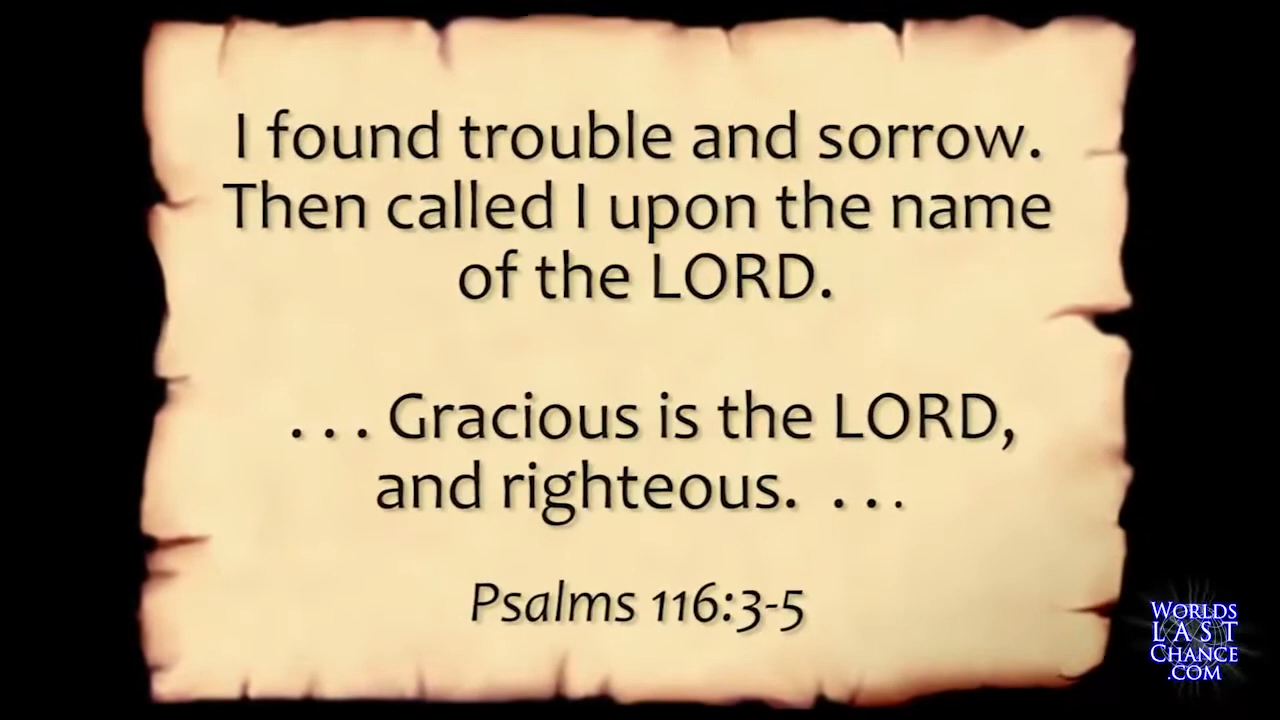 I found trouble and sorrow.
Then called I upon the name
of the LORD.
. . . Gracious is the LORD,
and righteous. . . .
Psalms 116:3-5
WORLDS
LAST
CHANCE
.COM